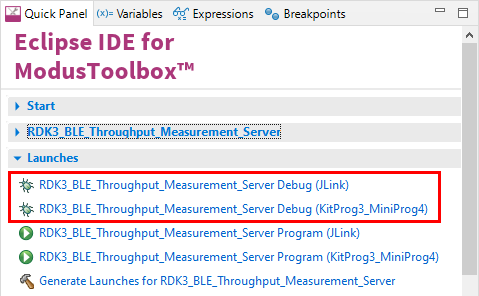 Quick Panel (x)= Variables Expressions Breakpoints
Eclipse IDE for
ModusToolbox™
Start
RDK3_BLE_Throughput_Measurement_Server
Launches
RDK3_BLE_Throughput_Measurement_Server Debug (JLink)
RDK3_BLE_Throughput_Measurement_Server Debug (KitProg3_MiniProg4)
RDK3_BLE_Throughput_Measurement_Server Program (JLink)
RDK3_BLE_Throughput_Measurement_Server Program (KitProg3_MiniProg4)
Generate Launches for RDK3_BLE_Throughput_Measurement_Server